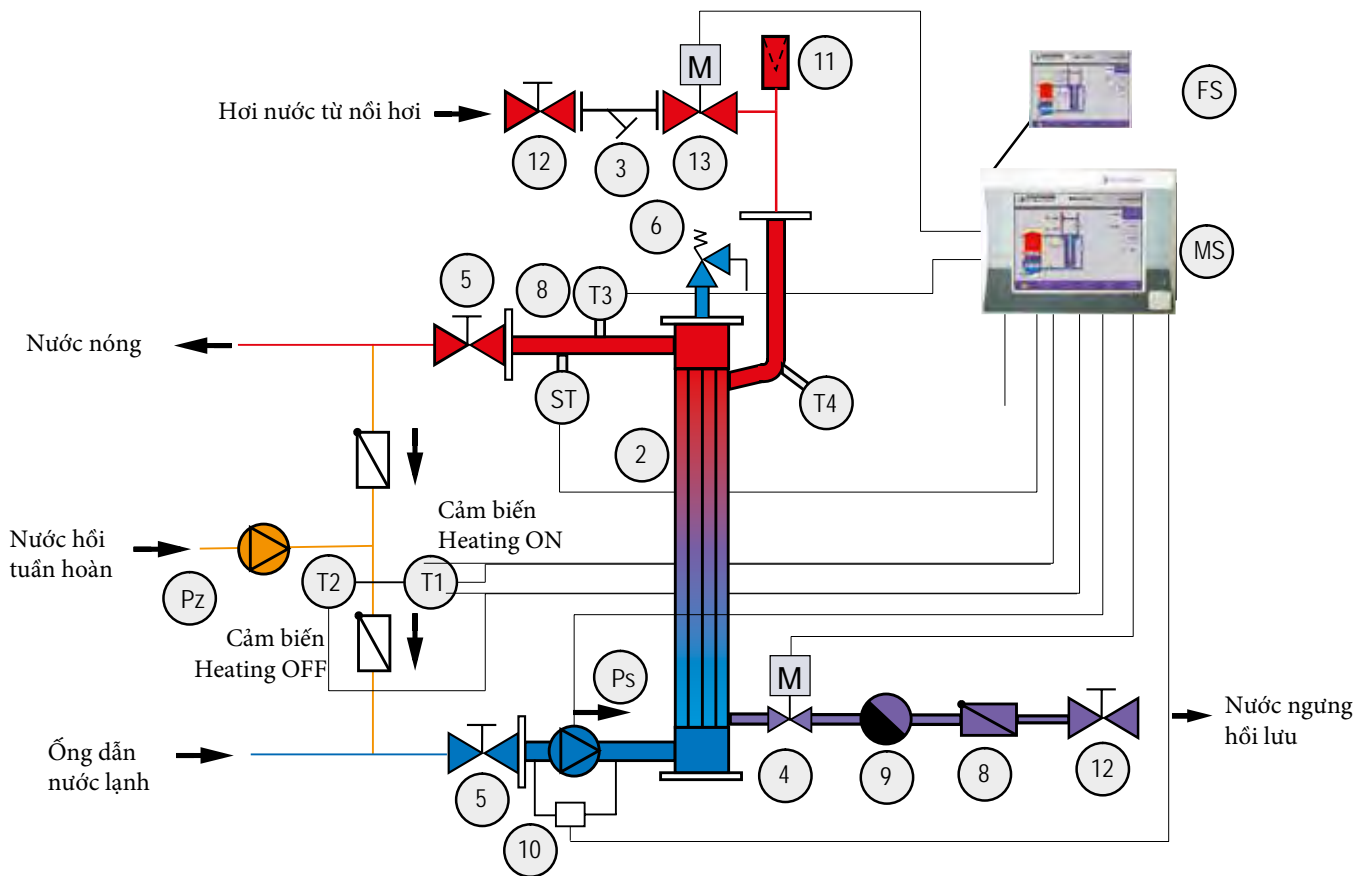 M
11
FS
Hơi nước từ nồi hơi
12
3
13
6
MS
5
8
T3
Nước nóng
ST
T4
2
Cảm biến
Heating ON
Nước hồi
tuần hoàn
T2
T1
Pz
Cảm biến
Heating OFF
Ps
M
Nước ngưng
hồi lưu
Ống dẫn
nước lạnh
5
4
9
8
12
10